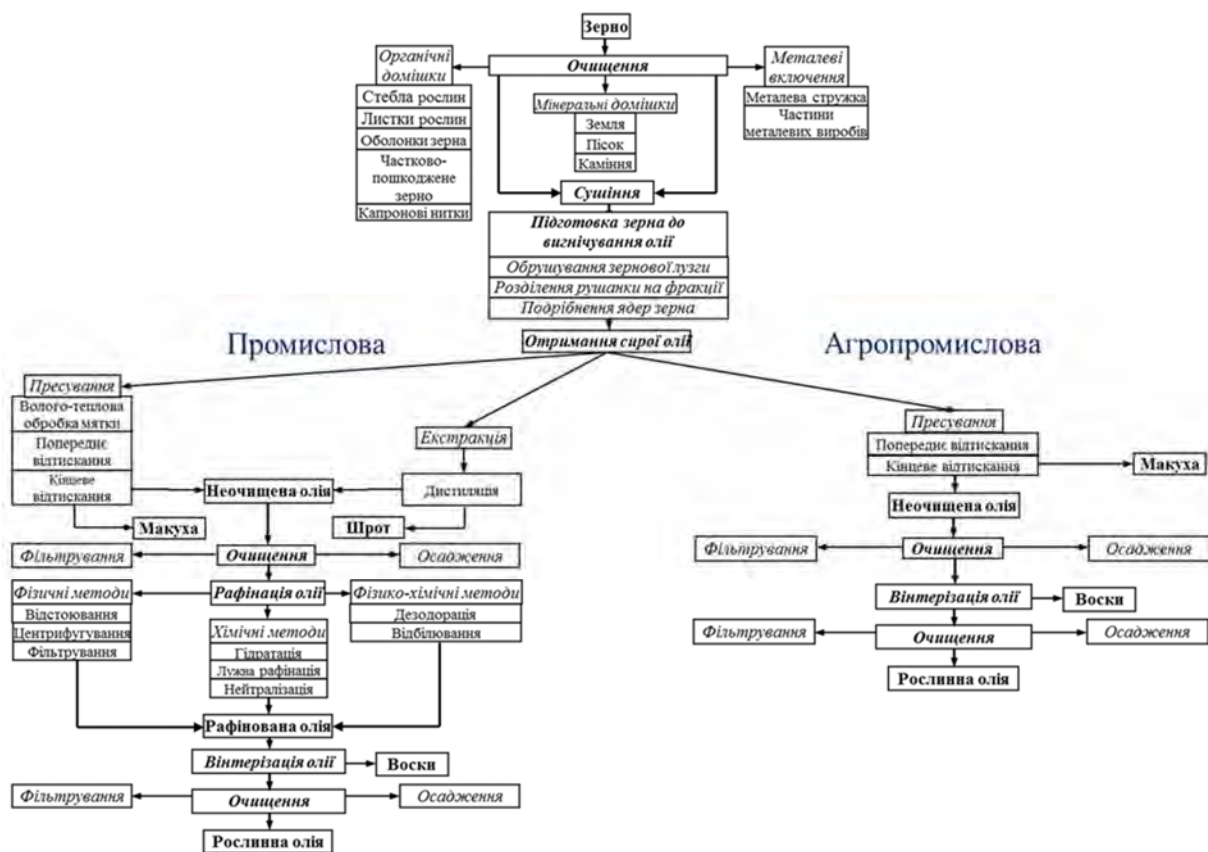 Зерно
Органічні
домішки
Стебла рослин
Листки рослин
Оболонки зерна
Частково-
пошкоджене
зерно
Капронові нитки
Очищення
Мінеральні домішки
Земля
Пісок
Каміння
Металеві
включення
Металева стружка
Частини
металевих виробів
Сушіння
Підготовка зерна до
вигнічування олії
Обрушування зернової лузги
Розділення рушанки на фракції
Подрібнення ядер зерна
Отримання сирої олії
Промислова
Пресування
Волого-теплова
обробка мятки
Попереднє
відтискання
Кінцеве
відтискання
Екстракція
Дистиляція
Неочищена олія
Макуха
Шрот
Фільтрування
Очищення
Осадження
Фізичні методи
Відстоювання
Центрифугування
Фільтрування
Рафінація олії
Хімічні методи
Гідратація
Лужна рафінація
Нейтралізація
Фізико-хімічні методи
Дезодорація
Відбілювання
Рафінована олія
Вінтерізація олії
Воски
Фільтрування
Очищення
Осадження
Рослинна олія
Агропромислова
Пресування
Попереднє відтискання
Кінцеве відтискання
Макуха
Неочищена олія
Фільтрування
Очищення
Осадження
Вінтерізація олії
Воски
Фільтрування
Очищення
Осадження
Рослинна олія